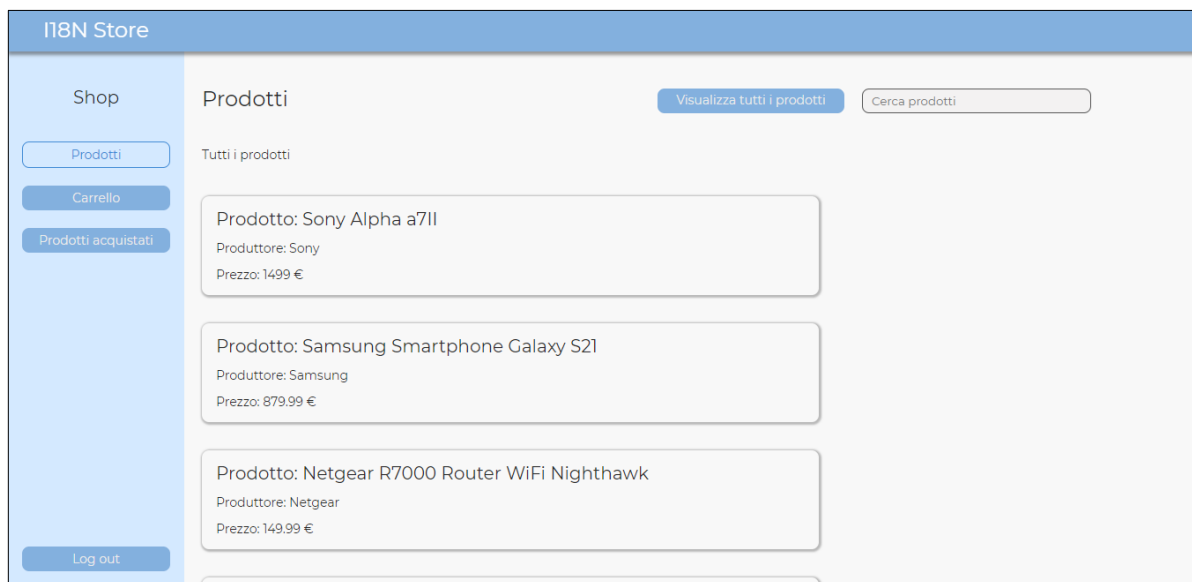 I18N Store
Shop
Prodotti
Carrello
Prodotti acquistati
Log out
Prodotti
Visualizza tutti i prodotti
Cerca prodotti
Tutti i prodotti
Prodotto: Sony Alpha a7II
Produttore: Sony
Prezzo: 1499 €
Prodotto: Samsung Smartphone Galaxy S21
Produttore: Samsung
Prezzo: 879.99 €
Prodotto: Netgear R7000 Router WiFi Nighthawk
Produttore: Netgear
Prezzo: 149.99 €